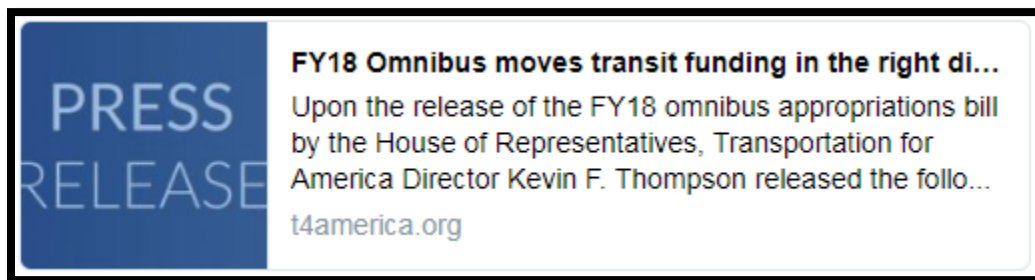 PRESS
RELEASE
FY18 Omnibus moves transit funding in the right di...
Upon the release of the FY18 omnibus appropriations bill
by the House of Representatives, Transportation for
America Director Kevin F. Thompson released the follo...
t4america.org